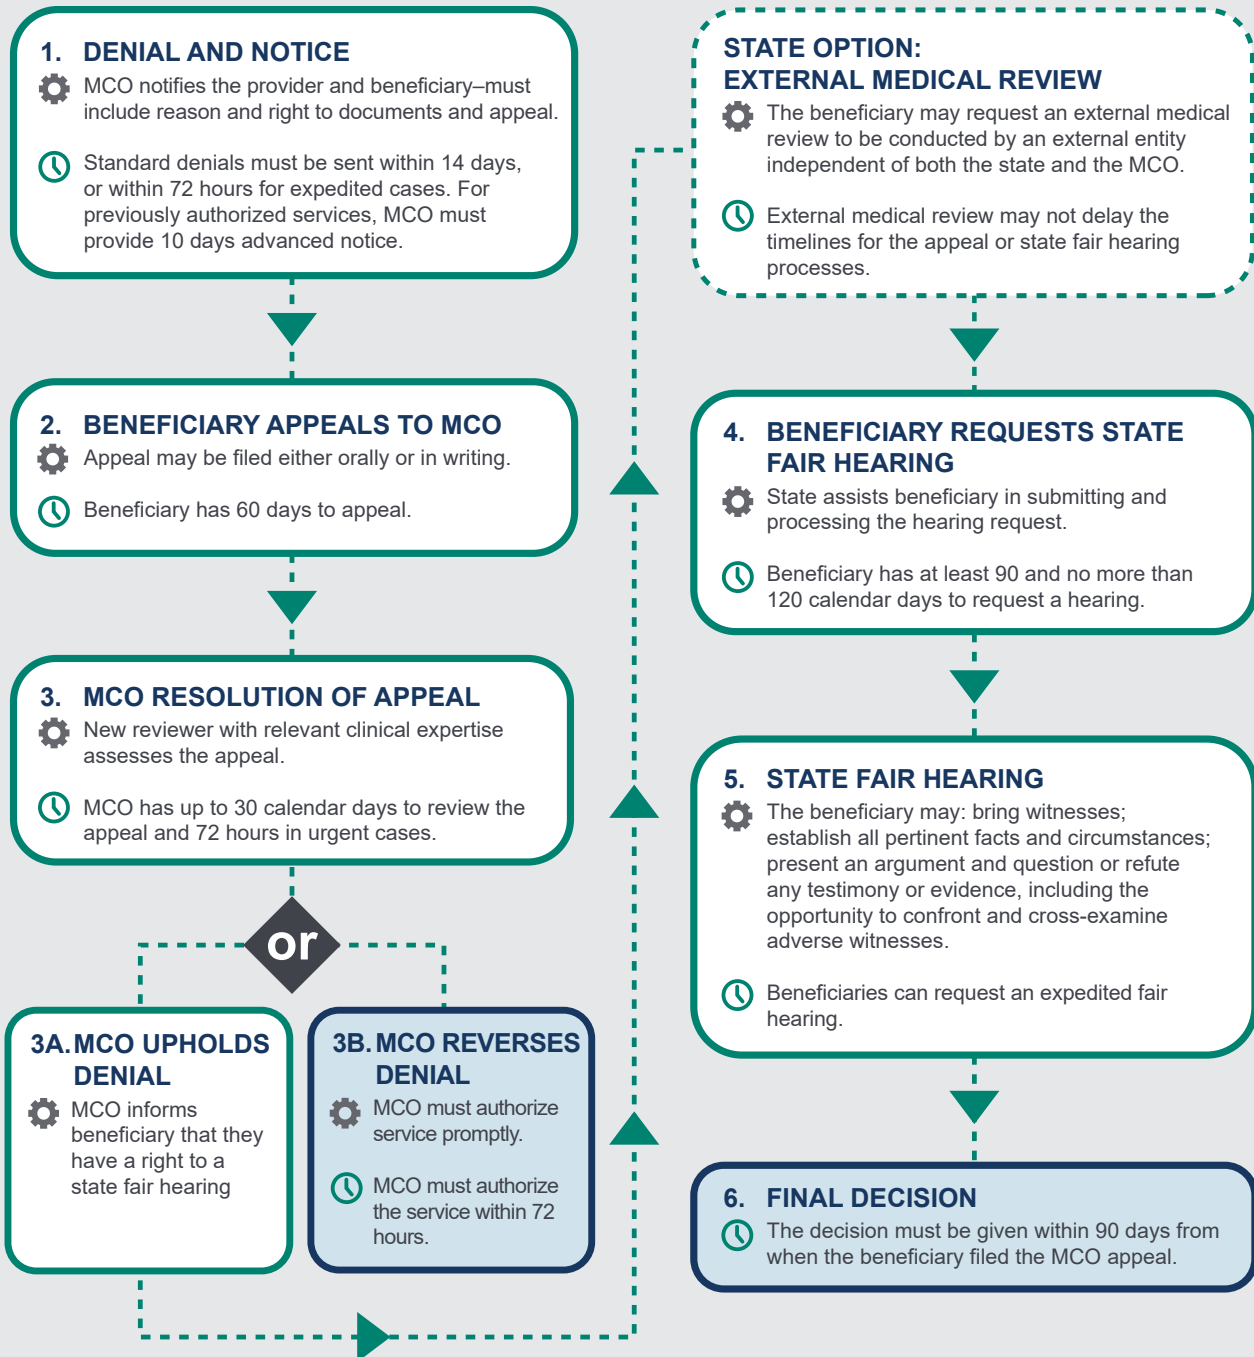 1. DENIAL AND NOTICE
MCO notifies the provider and beneficiary–must
include reason and right to documents and appeal.
Standard denials must be sent within 14 days,
or within 72 hours for expedited cases. For
previously authorized services, MCO must
provide 10 days advanced notice.
2. BENEFICIARY APPEALS TO MCO
Appeal may be filed either orally or in writing.
Beneficiary has 60 days to appeal.
3. MCO RESOLUTION OF APPEAL
New reviewer with relevant clinical expertise
assesses the appeal.
MCO has up to 30 calendar days to review the
appeal and 72 hours in urgent cases.
or
3A. MCO UPHOLDS
DENIAL
MCO informs
beneficiary that they
have a right to a
state fair hearing
3B. MCO REVERSES
DENIAL
MCO must authorize
service promptly.
MCO must authorize
the service within 72
hours.
STATE OPTION:
EXTERNAL MEDICAL REVIEW
The beneficiary may request an external medical
review to be conducted by an external entity
independent of both the state and the MCO.
External medical review may not delay the
timelines for the appeal or state fair hearing
processes.
4. BENEFICIARY REQUESTS STATE
FAIR HEARING
State assists beneficiary in submitting and
processing the hearing request.
Beneficiary has at least 90 and no more than
120 calendar days to request a hearing.
5. STATE FAIR HEARING
The beneficiary may: bring witnesses;
establish all pertinent facts and circumstances;
present an argument and question or refute
any testimony or evidence, including the
opportunity to confront and cross-examine
adverse witnesses.
Beneficiaries can request an expedited fair
hearing.
6. FINAL DECISION
The decision must be given within 90 days from
when the beneficiary filed the MCO appeal.